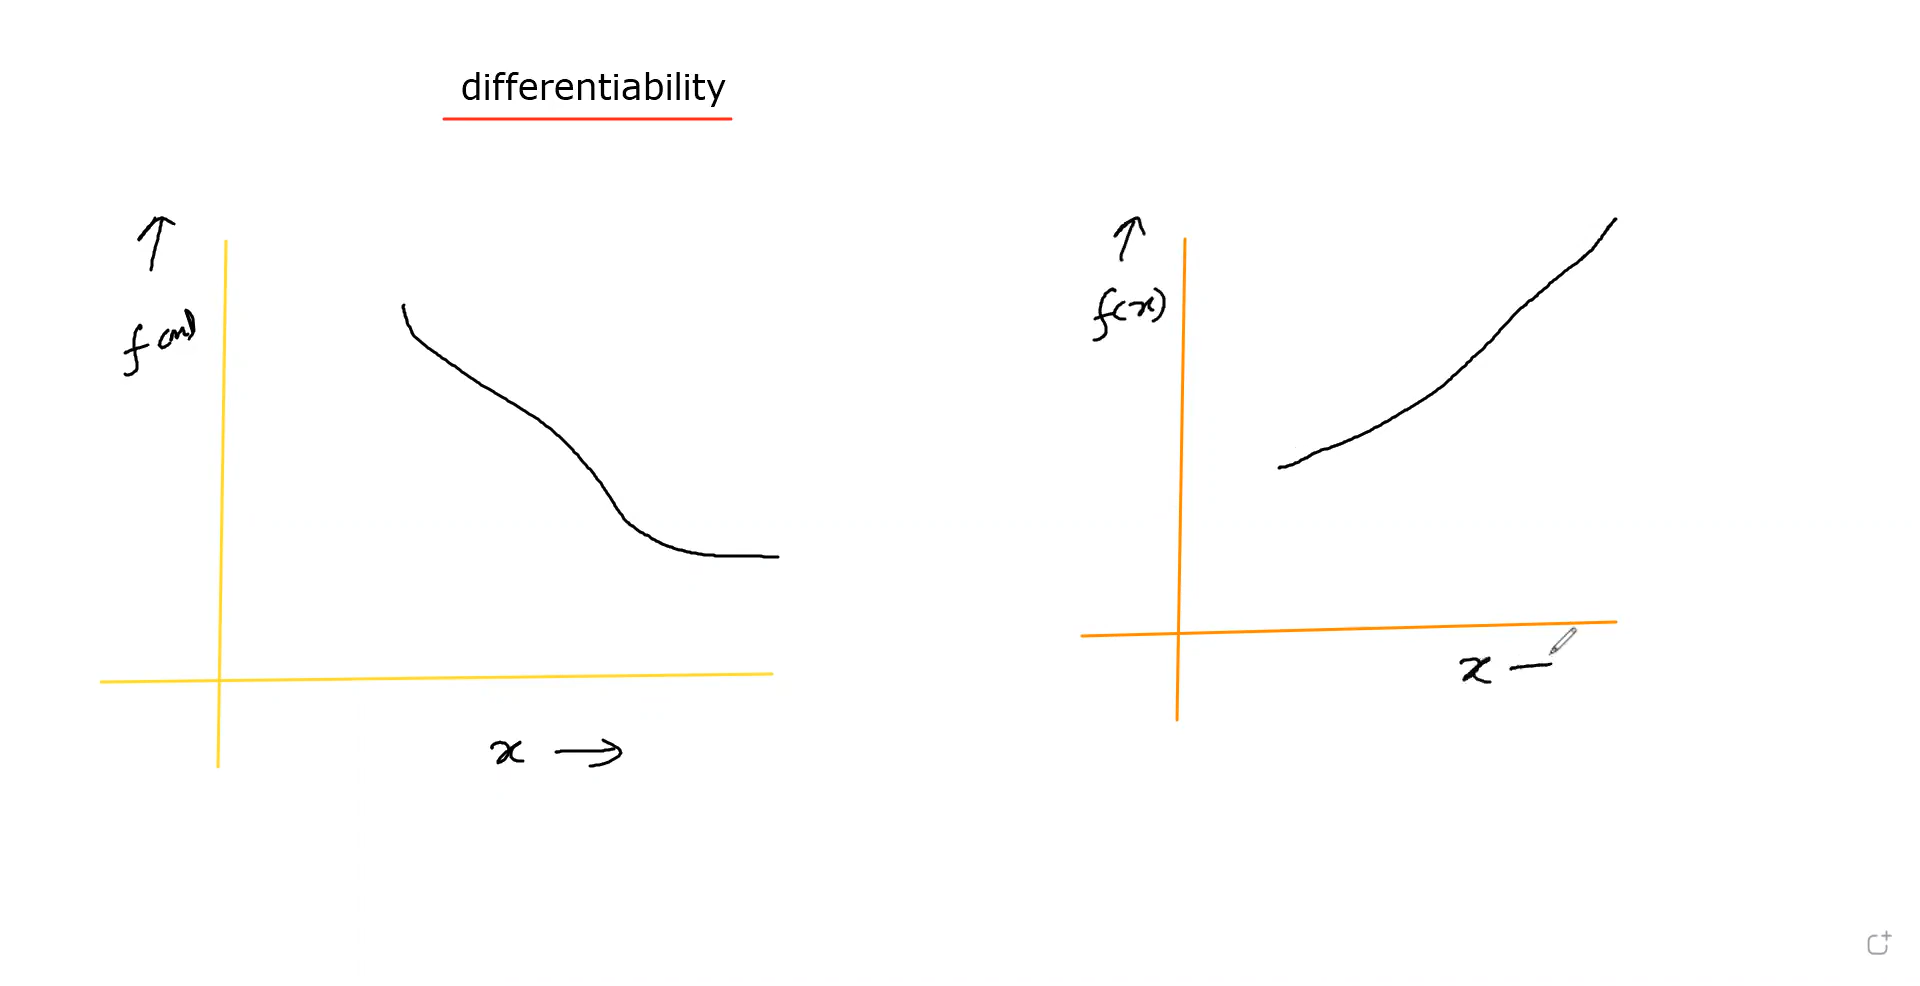 differentiability
↑
f(x)
x →
↑
f(x)
x —